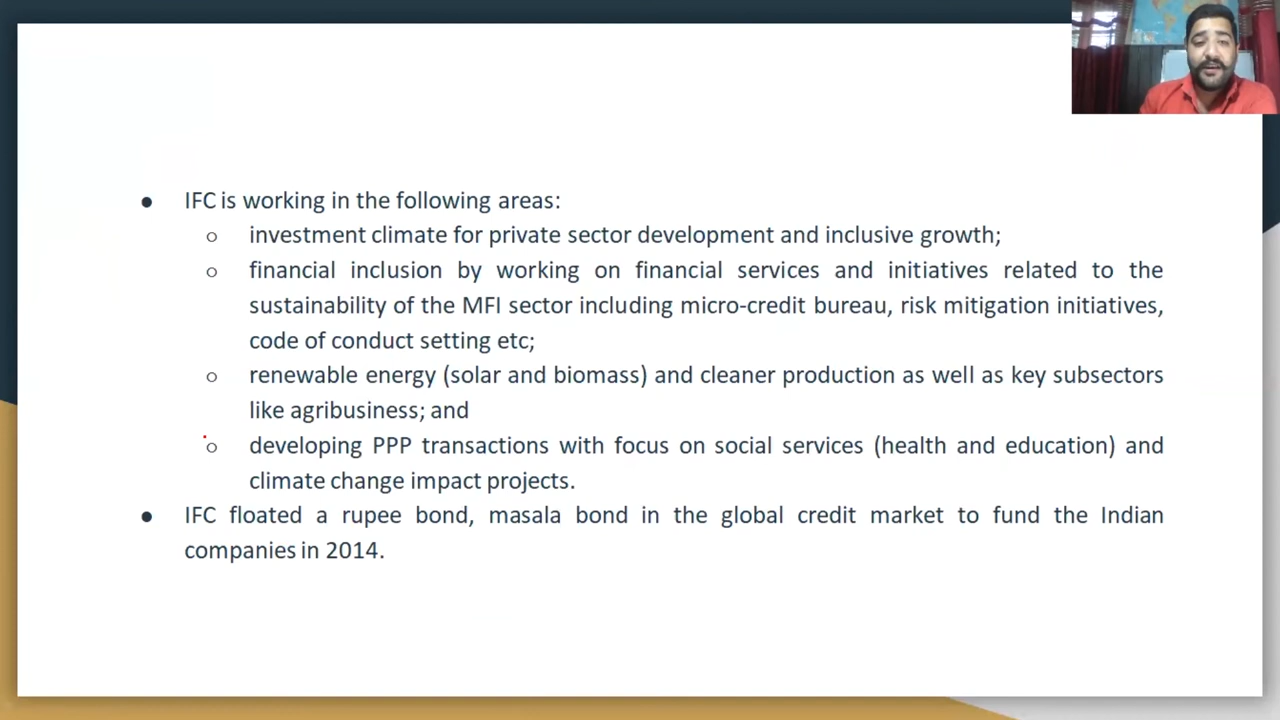 ● IFC is working in the following areas:
○ investment climate for private sector development and inclusive growth;
○ financial inclusion by working on financial services and initiatives related to the
sustainability of the MFI sector including micro-credit bureau, risk mitigation initiatives,
code of conduct setting etc;
○ renewable energy (solar and biomass) and cleaner production as well as key subsectors
like agribusiness; and
○ developing PPP transactions with focus on social services (health and education) and
climate change impact projects.
● IFC floated a rupee bond, masala bond in the global credit market to fund the Indian
companies in 2014.